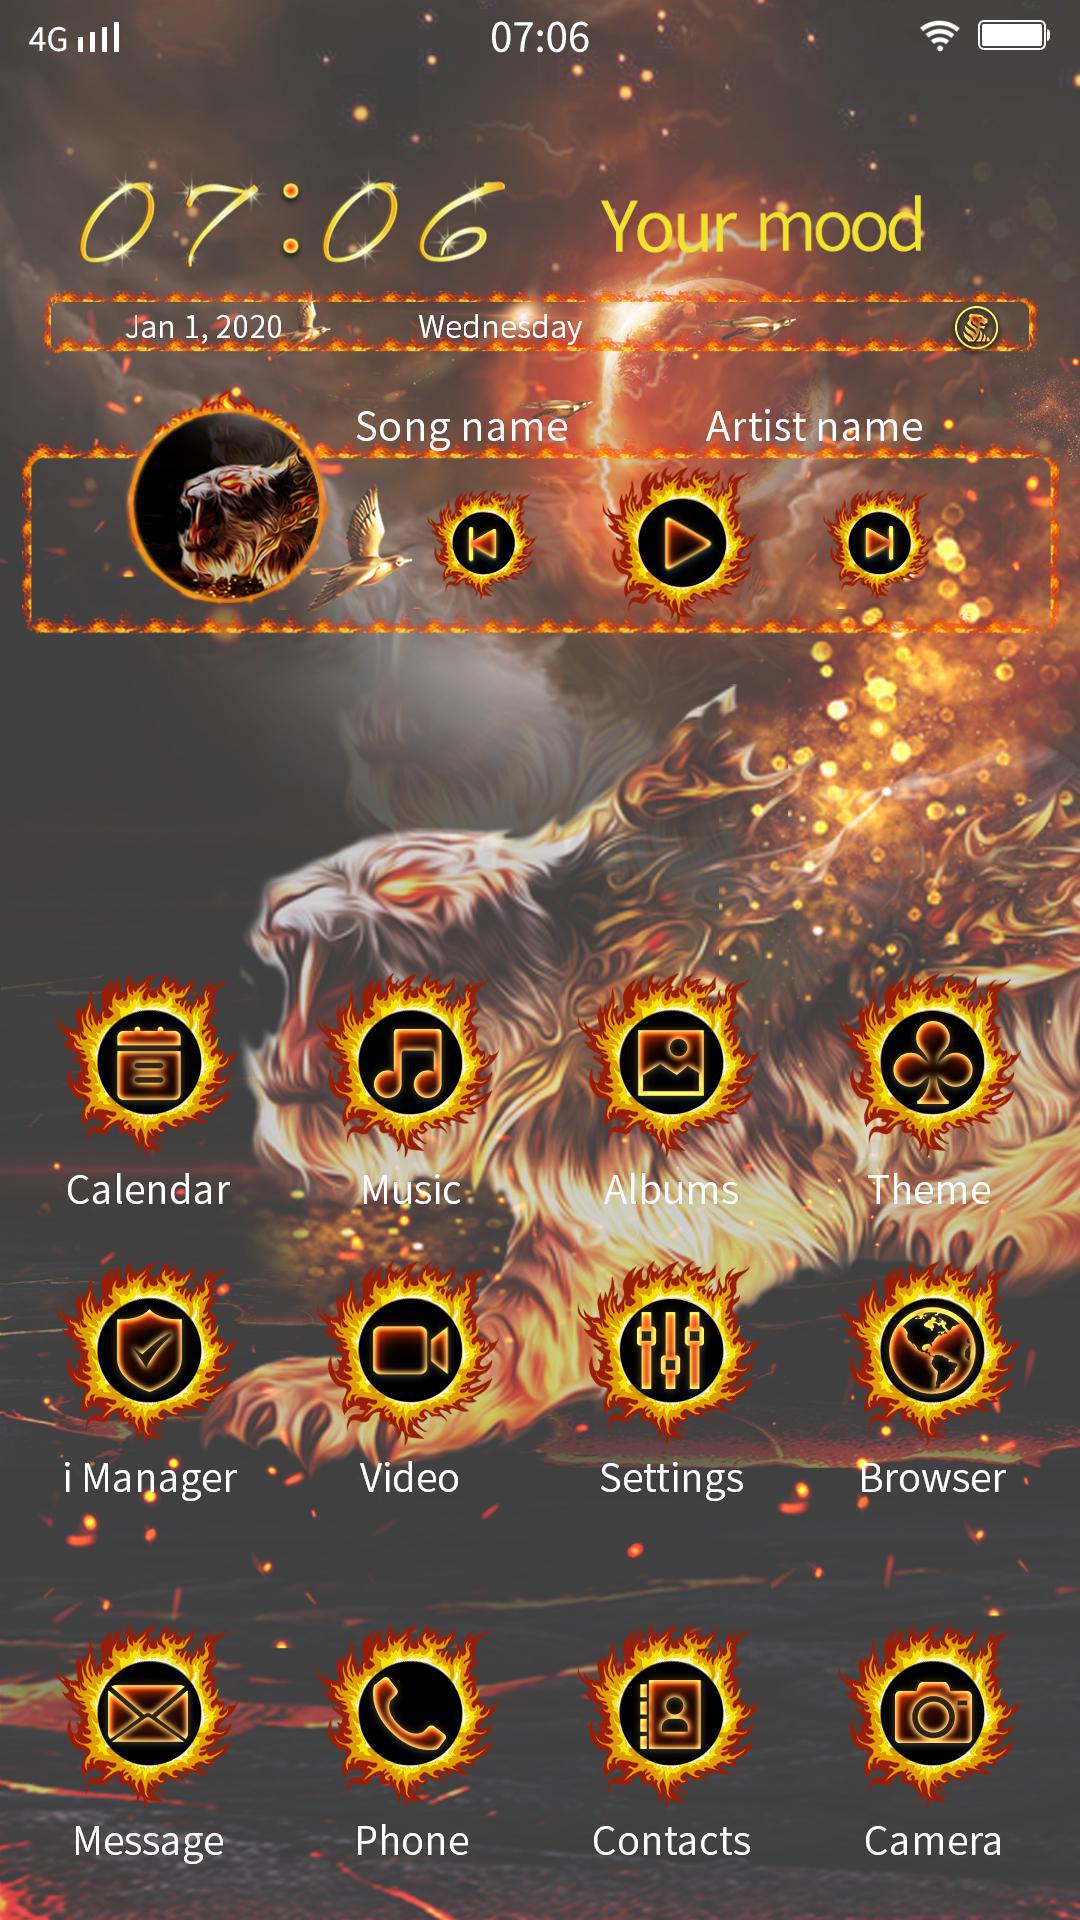 4G 07:06
07:06 Your mood
Jan 1, 2020 Wednesday
Song name Artist name
Calendar Music Albums Theme
i Manager Video Settings Browser
Message Phone Contacts Camera